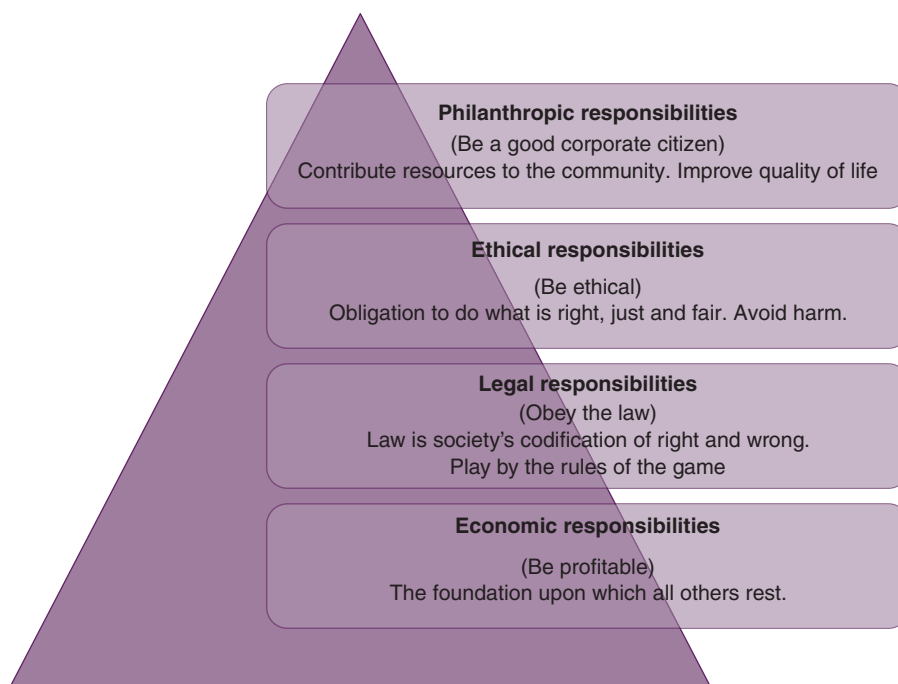 Philanthropic responsibilities
(Be a good corporate citizen)
Contribute resources to the community. Improve quality of life
Ethical responsibilities
(Be ethical)
Obligation to do what is right, just and fair. Avoid harm.
Legal responsibilities
(Obey the law)
Law is society’s codification of right and wrong.
Play by the rules of the game
Economic responsibilities
(Be profitable)
The foundation upon which all others rest.